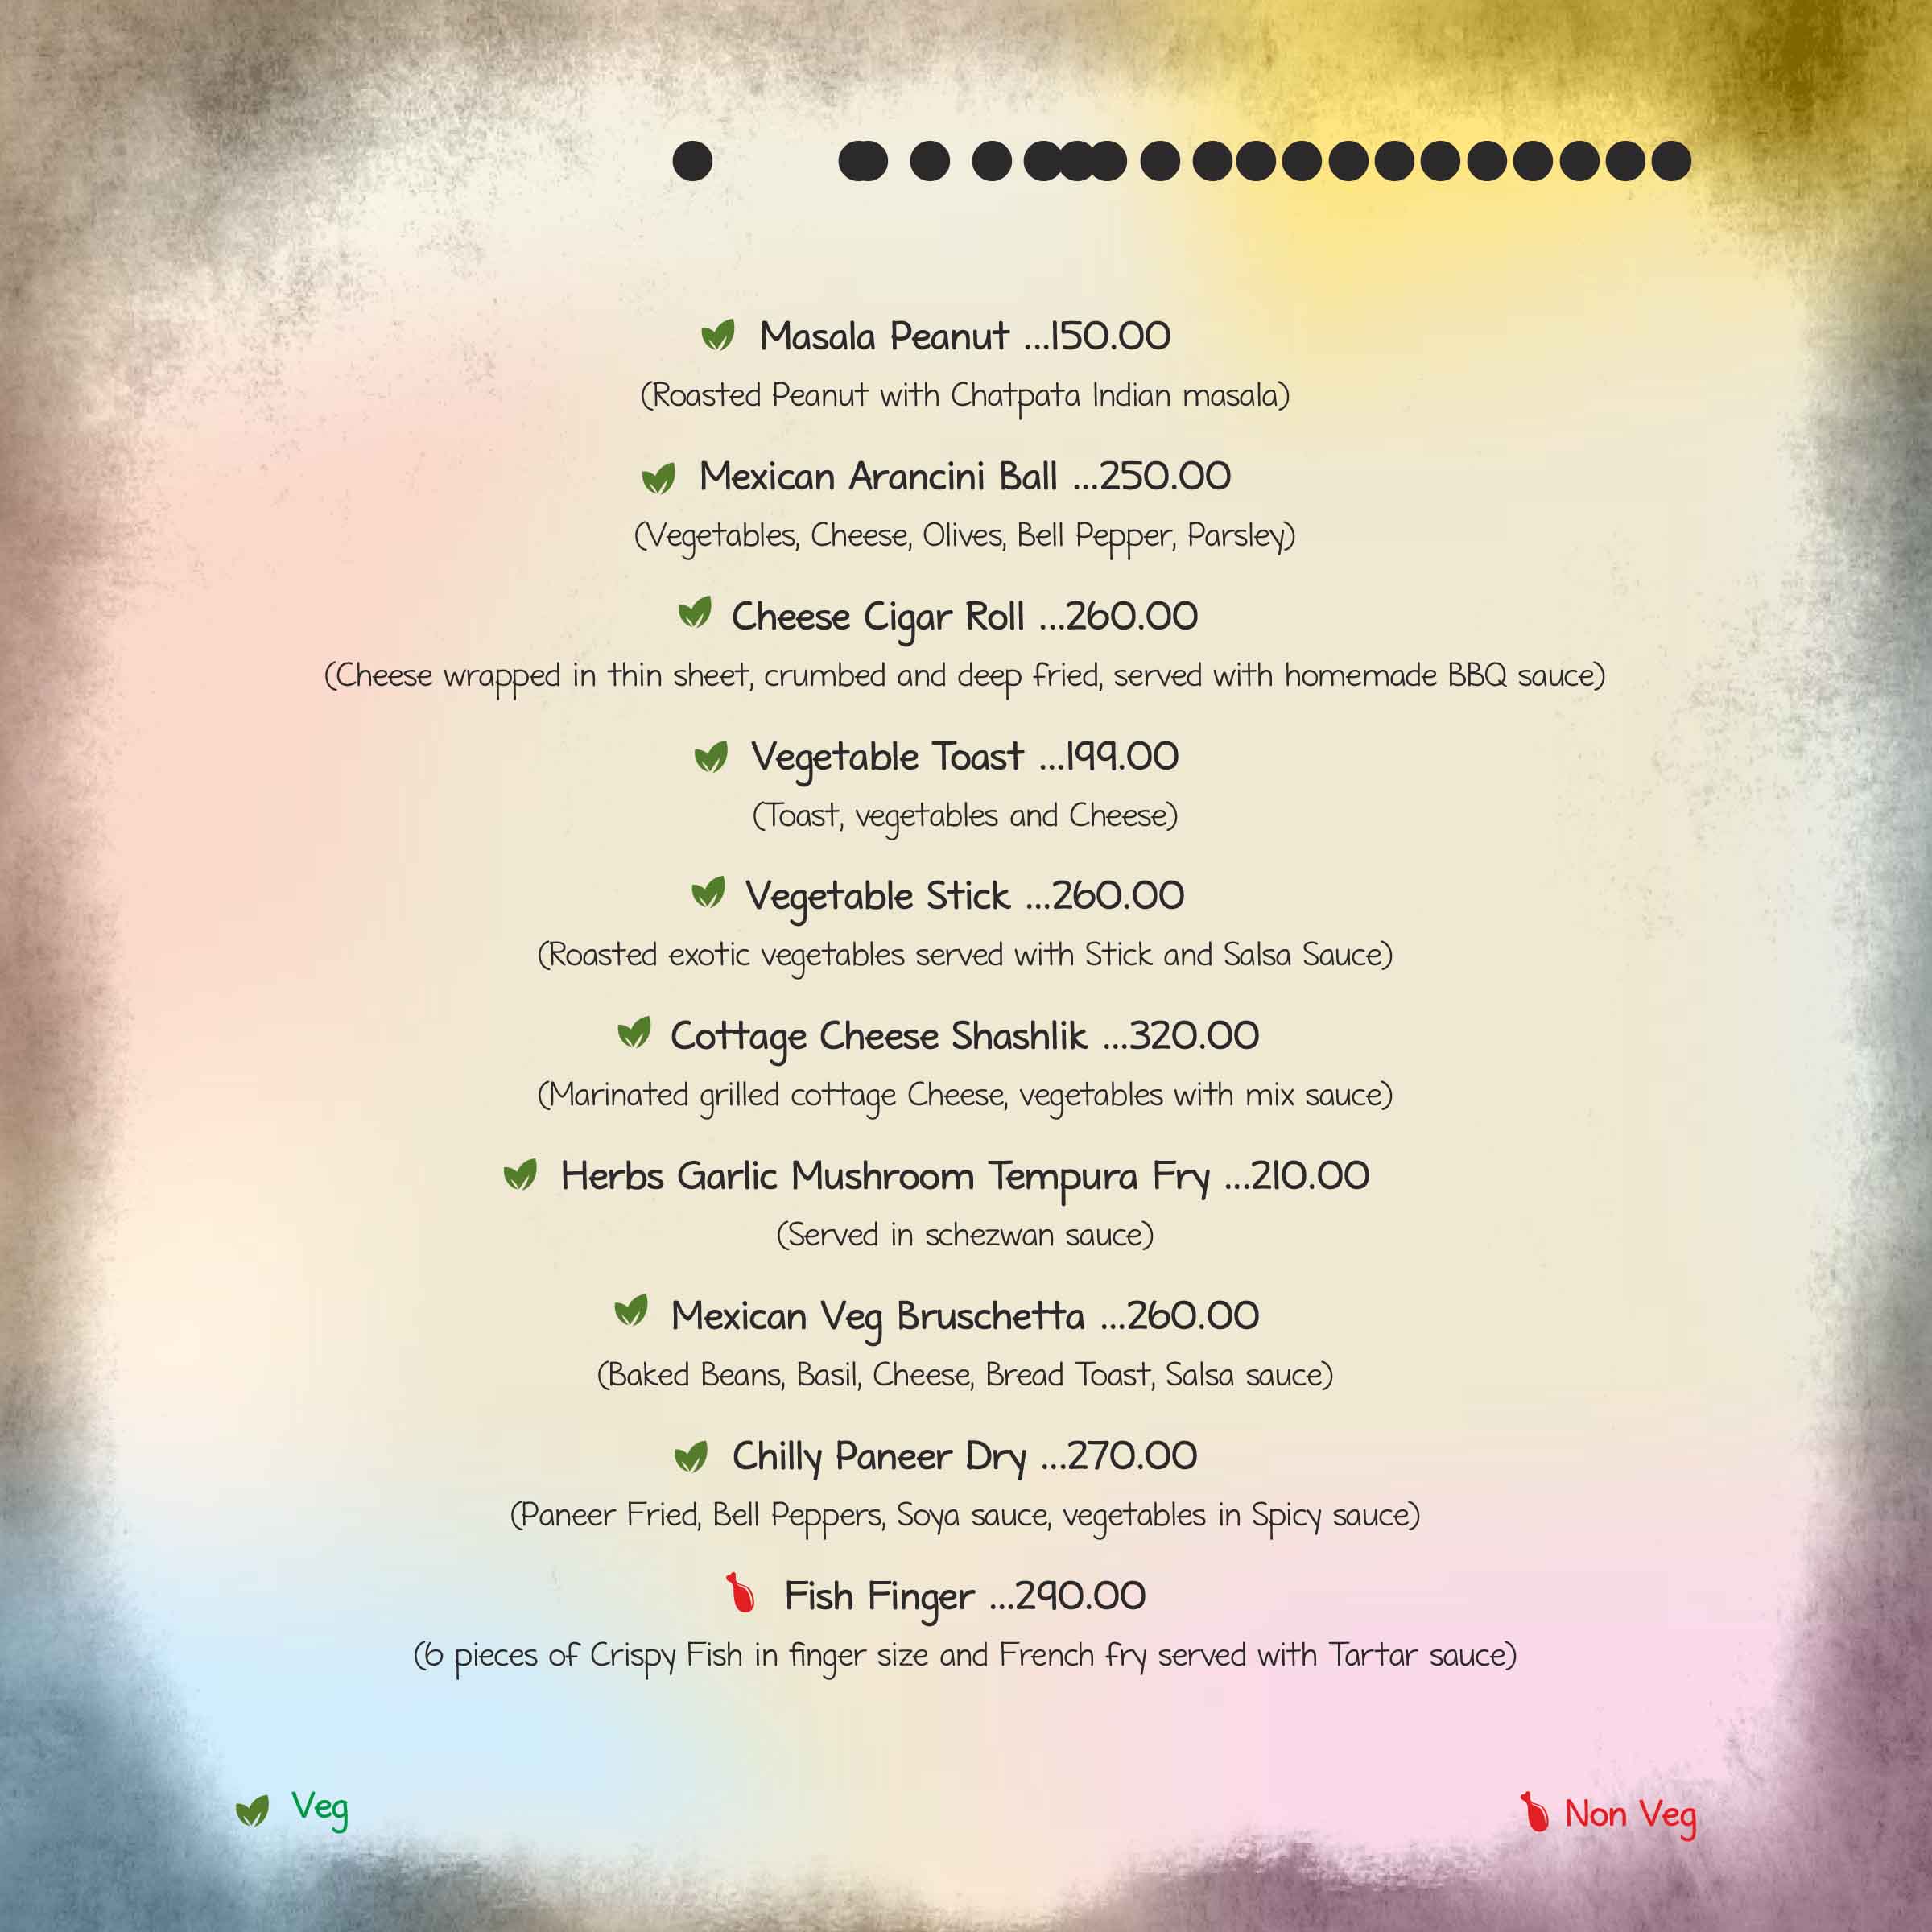 Masala Peanut ...150.00
(Roasted Peanut with Chatpata Indian masala)
Mexican Arancini Ball ...250.00
(Vegetables, Cheese, Olives, Bell Pepper, Parsley)
Cheese Cigar Roll ...260.00
(Cheese wrapped in thin sheet, crumbed and deep fried, served with homemade BBQ sauce)
Vegetable Toast ...199.00
(Toast, vegetables and Cheese)
Vegetable Stick ...260.00
(Roasted exotic vegetables served with Stick and Salsa Sauce)
Cottage Cheese Shashlik ...320.00
(Marinated grilled cottage Cheese, vegetables with mix sauce)
Herbs Garlic Mushroom Tempura Fry ...210.00
(Served in schezwan sauce)
Mexican Veg Bruschetta ...260.00
(Baked Beans, Basil, Cheese, Bread Toast, Salsa sauce)
Chilly Paneer Dry ...270.00
(Paneer Fried, Bell Peppers, Soya sauce, vegetables in Spicy sauce)
Fish Finger ...290.00
(6 pieces of Crispy Fish in finger size and French fry served with Tartar sauce)
Veg
Non Veg